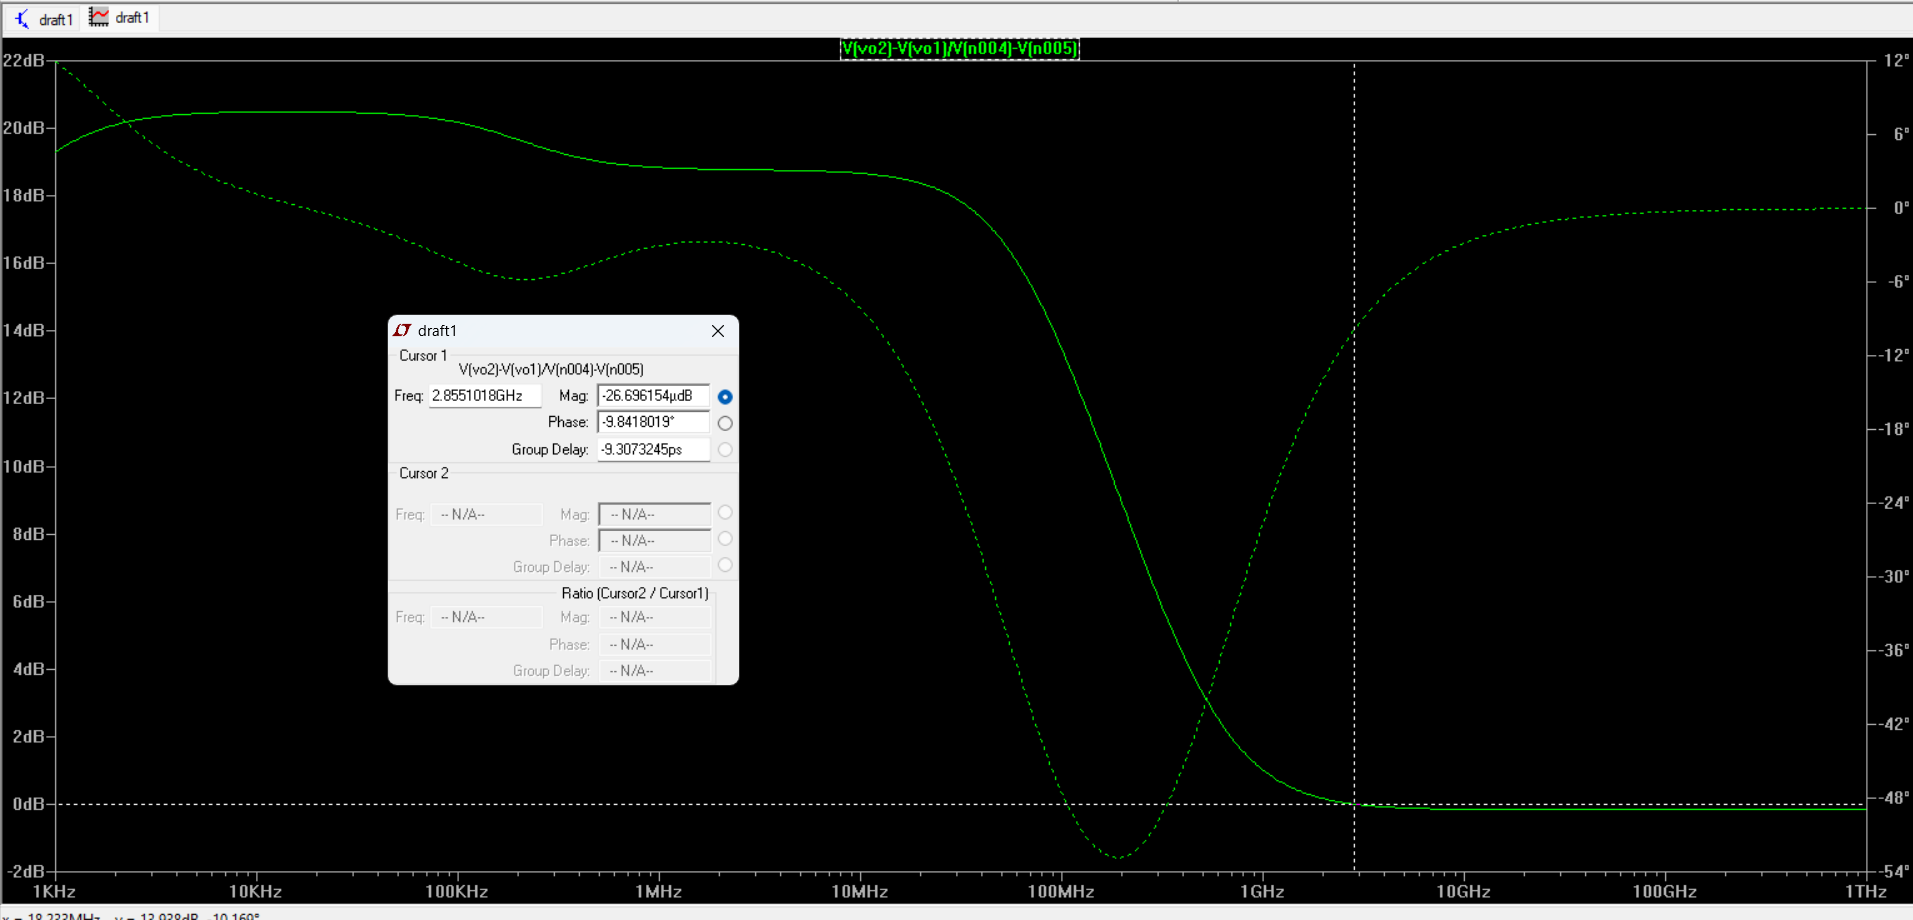 draft1 draft1
V(vo2)-V(vo1)/V(n004)-V(n005)
22dB 12°
20dB 6°
18dB 0°
16dB -6°
14dB -12°
12dB -18°
10dB -24°
8dB -30°
6dB -36°
4dB -42°
2dB -48°
0dB -54°
-2dB
draft1
Cursor 1
V(vo2)-V(vo1)/V(n004)-V(n005)
Freq: 2.8551018GHz Mag: -26.696154µdB
Phase: -9.8418019°
Group Delay: -9.3073245ps
Cursor 2
Freq: -- N/A-- Mag: -- N/A--
Phase: -- N/A--
Group Delay: -- N/A--
Ratio (Cursor2 / Cursor1)
Freq: -- N/A-- Mag: -- N/A--
Phase: -- N/A--
Group Delay: -- N/A--
1KHz 10KHz 100KHz 1MHz 10MHz 100MHz 1GHz 10GHz 100GHz 1THz
x = 18.233MHz y = 13.938dB, -10.169°